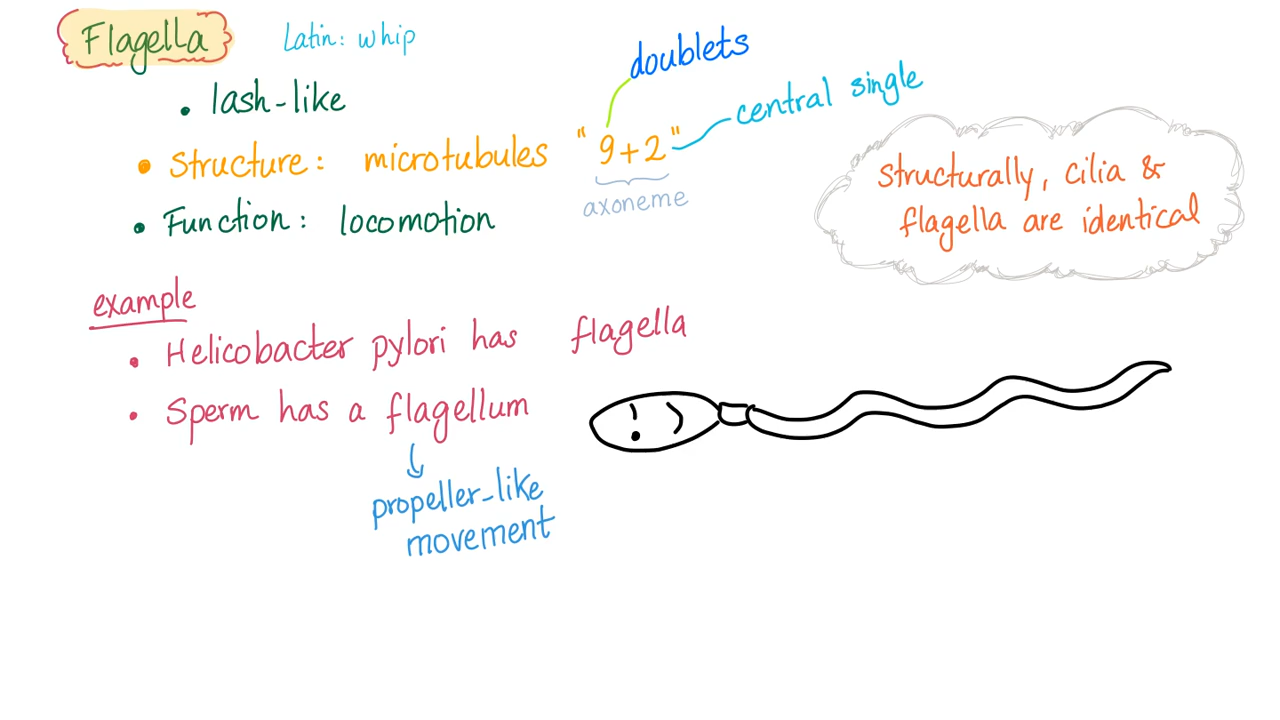 Flagella
Latin: whip
• lash-like
• Structure: microtubules "9+2"
doublets
central single
axoneme
• Function: locomotion
structurally, cilia &
flagella are identical
example
• Helicobacter pylori has flagella
• Sperm has a flagellum
propeller-like
movement